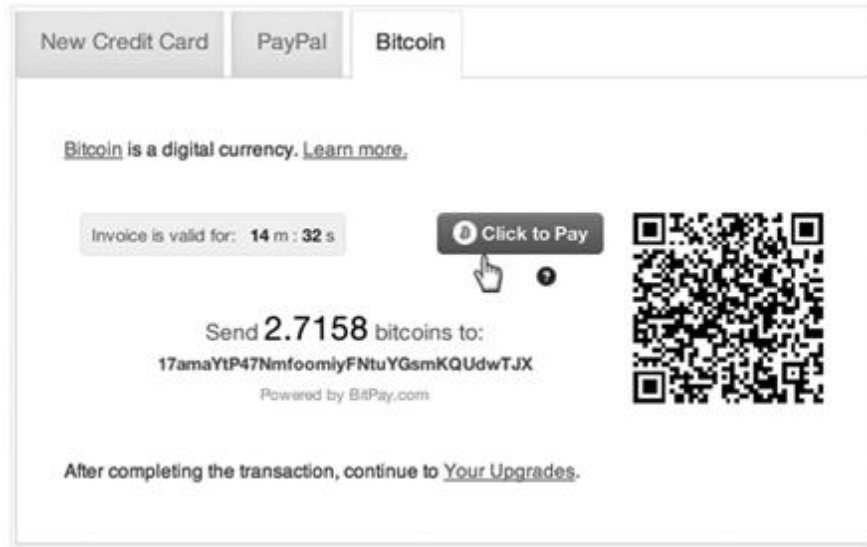 New Credit Card PayPal Bitcoin
Bitcoin is a digital currency. Learn more.
Invoice is valid for: 14 m : 32 s
Click to Pay
?
Send 2.7158 bitcoins to:
17amaYtP47NmfoomiyFNtuYGsmKQUdwTJX
Powered by BitPay.com
After completing the transaction, continue to Your Upgrades.